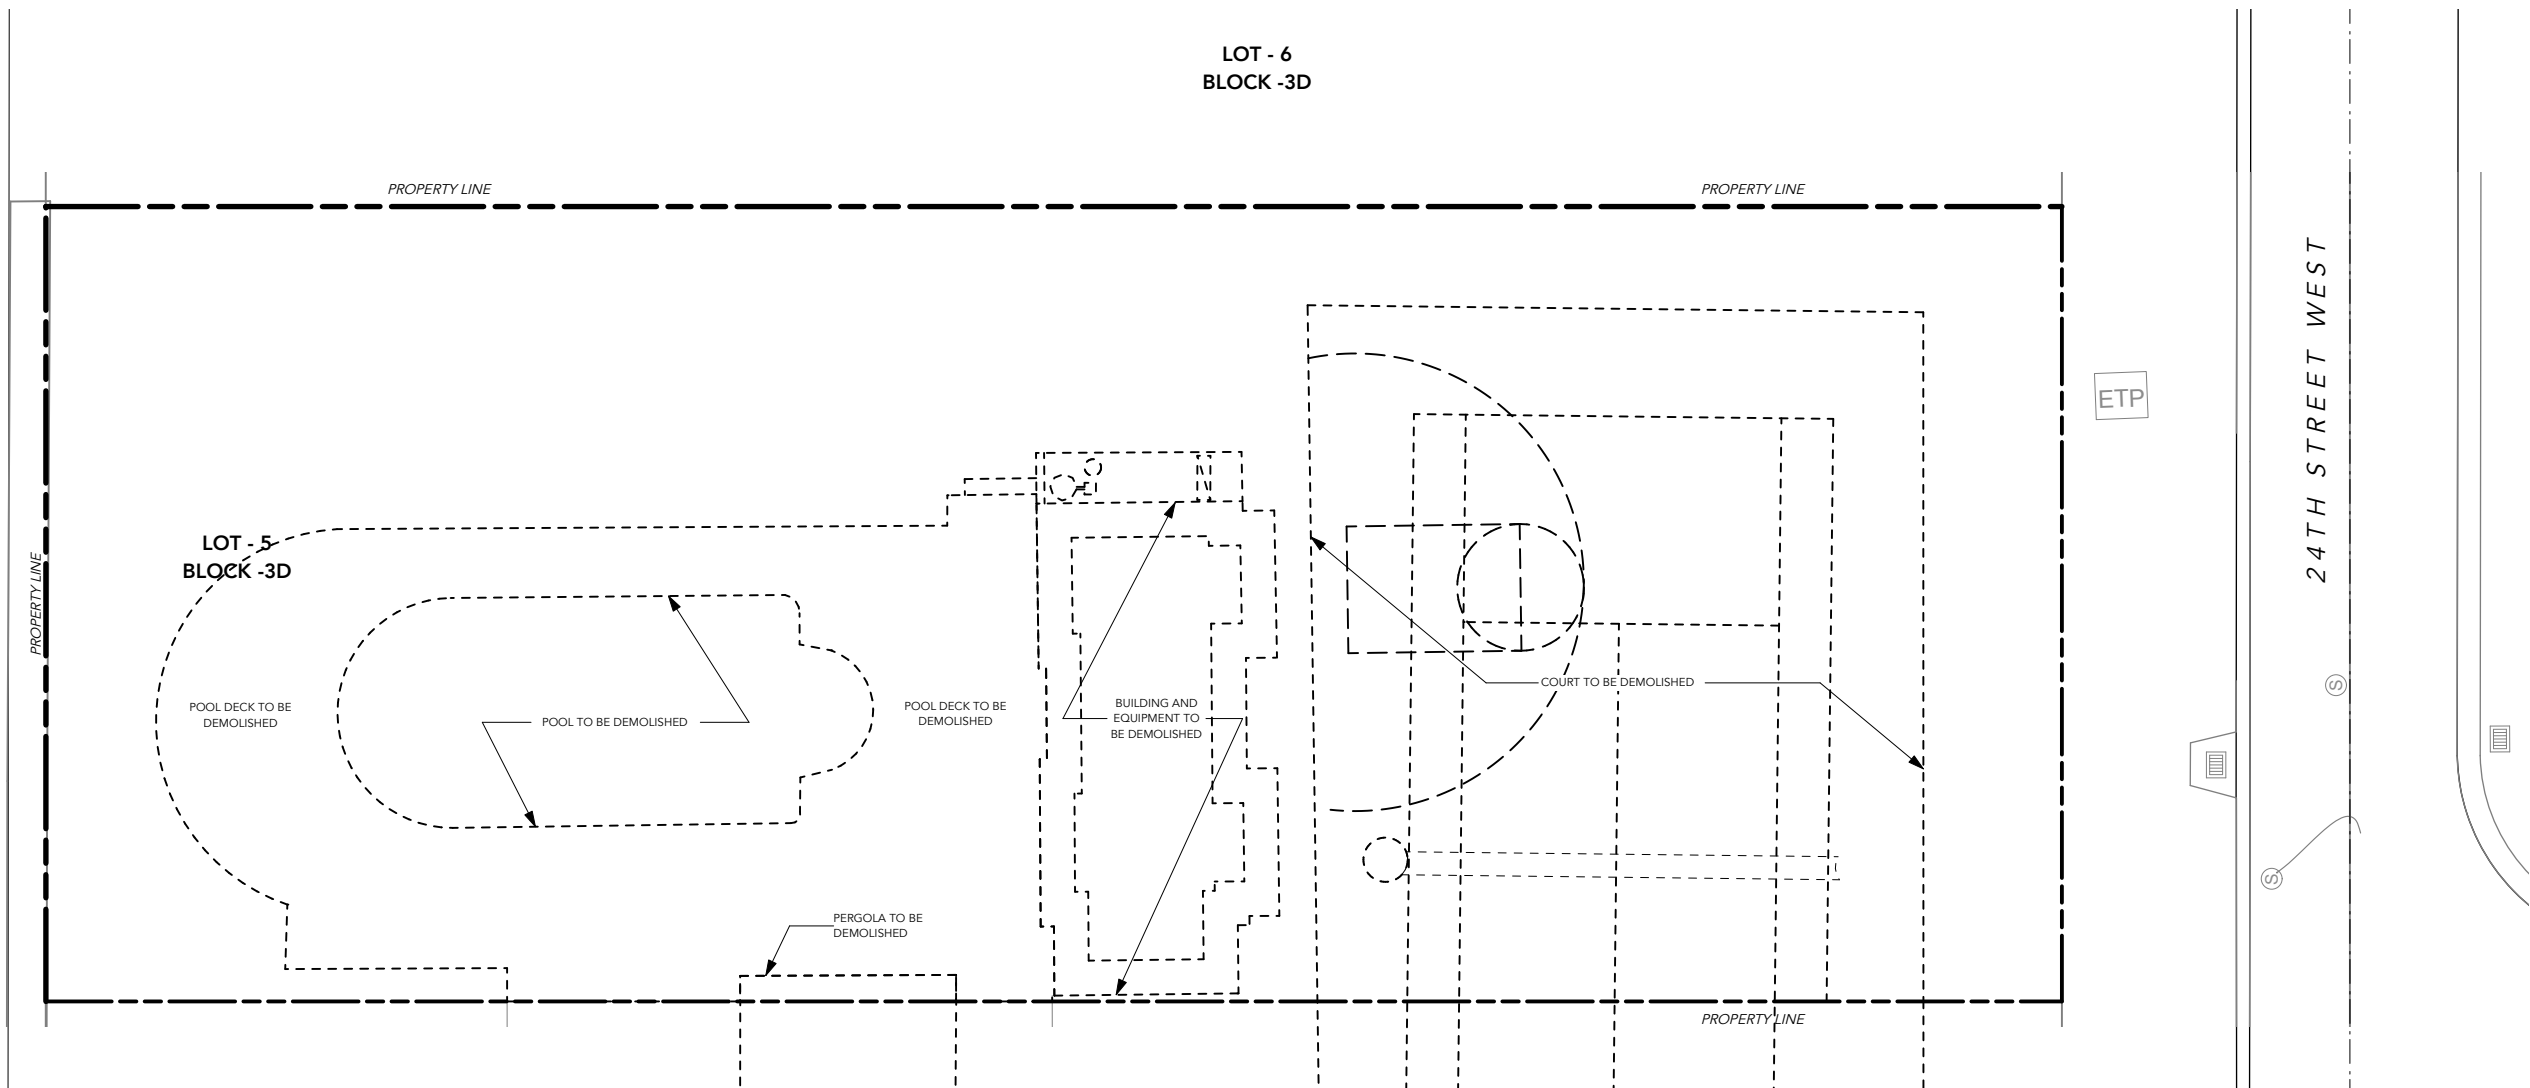 LOT - 6
BLOCK -3D
PROPERTY LINE
PROPERTY LINE
24TH STREET WEST
ETP
LOT - 5
BLOCK -3D
PROPERTY LINE
POOL DECK TO BE
DEMOLISHED
POOL TO BE DEMOLISHED
POOL DECK TO BE
DEMOLISHED
BUILDING AND
EQUIPMENT TO
BE DEMOLISHED
COURT TO BE DEMOLISHED
S
S
PERGOLA TO BE
DEMOLISHED
PROPERTY LINE